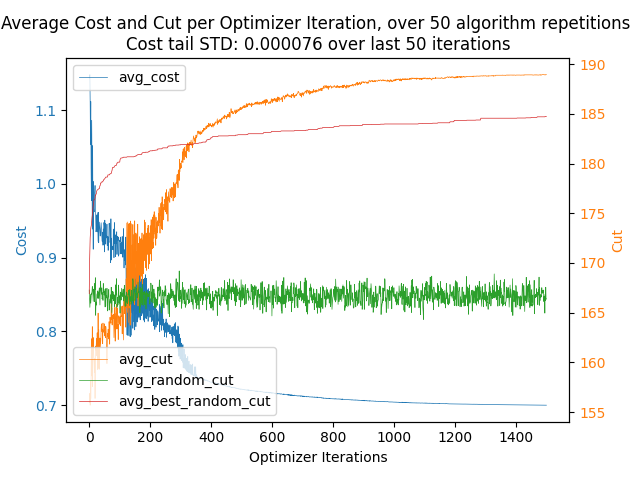 Average Cost and Cut per Optimizer Iteration, over 50 algorithm repetitions
Cost tail STD: 0.000076 over last 50 iterations
avg_cost
1.1
1.0
0.9
0.8
0.7
Cost
190
185
180
175
170
165
160
155
Cut
avg_cut
avg_random_cut
avg_best_random_cut
0 200 400 600 800 1000 1200 1400
Optimizer Iterations